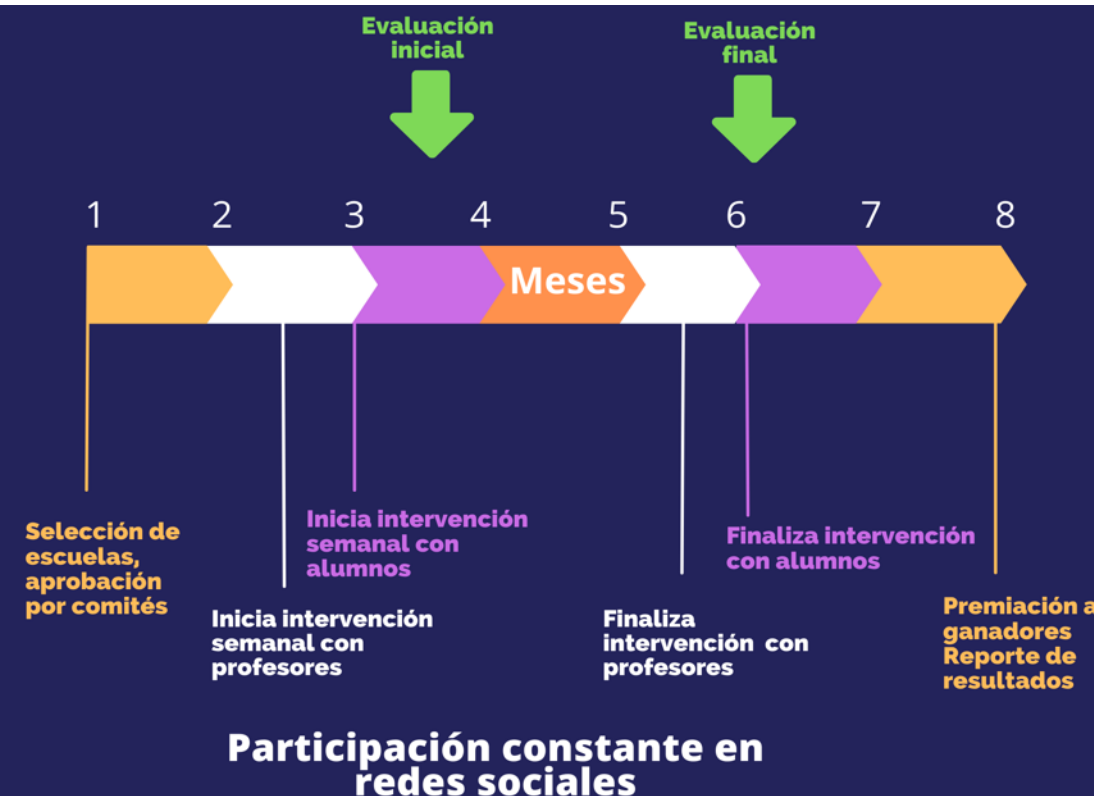 Evaluación
inicial
Evaluación
final
1 2 3 4 5 6 7 8
Meses
Selección de
escuelas,
aprobación
por comités
Inicia intervención
semanal con
alumnos
Inicia intervención
semanal con
profesores
Finaliza
intervención con
profesores
Finaliza intervención
con alumnos
Premiación a
ganadores
Reporte de
resultados
Participación constante en
redes sociales